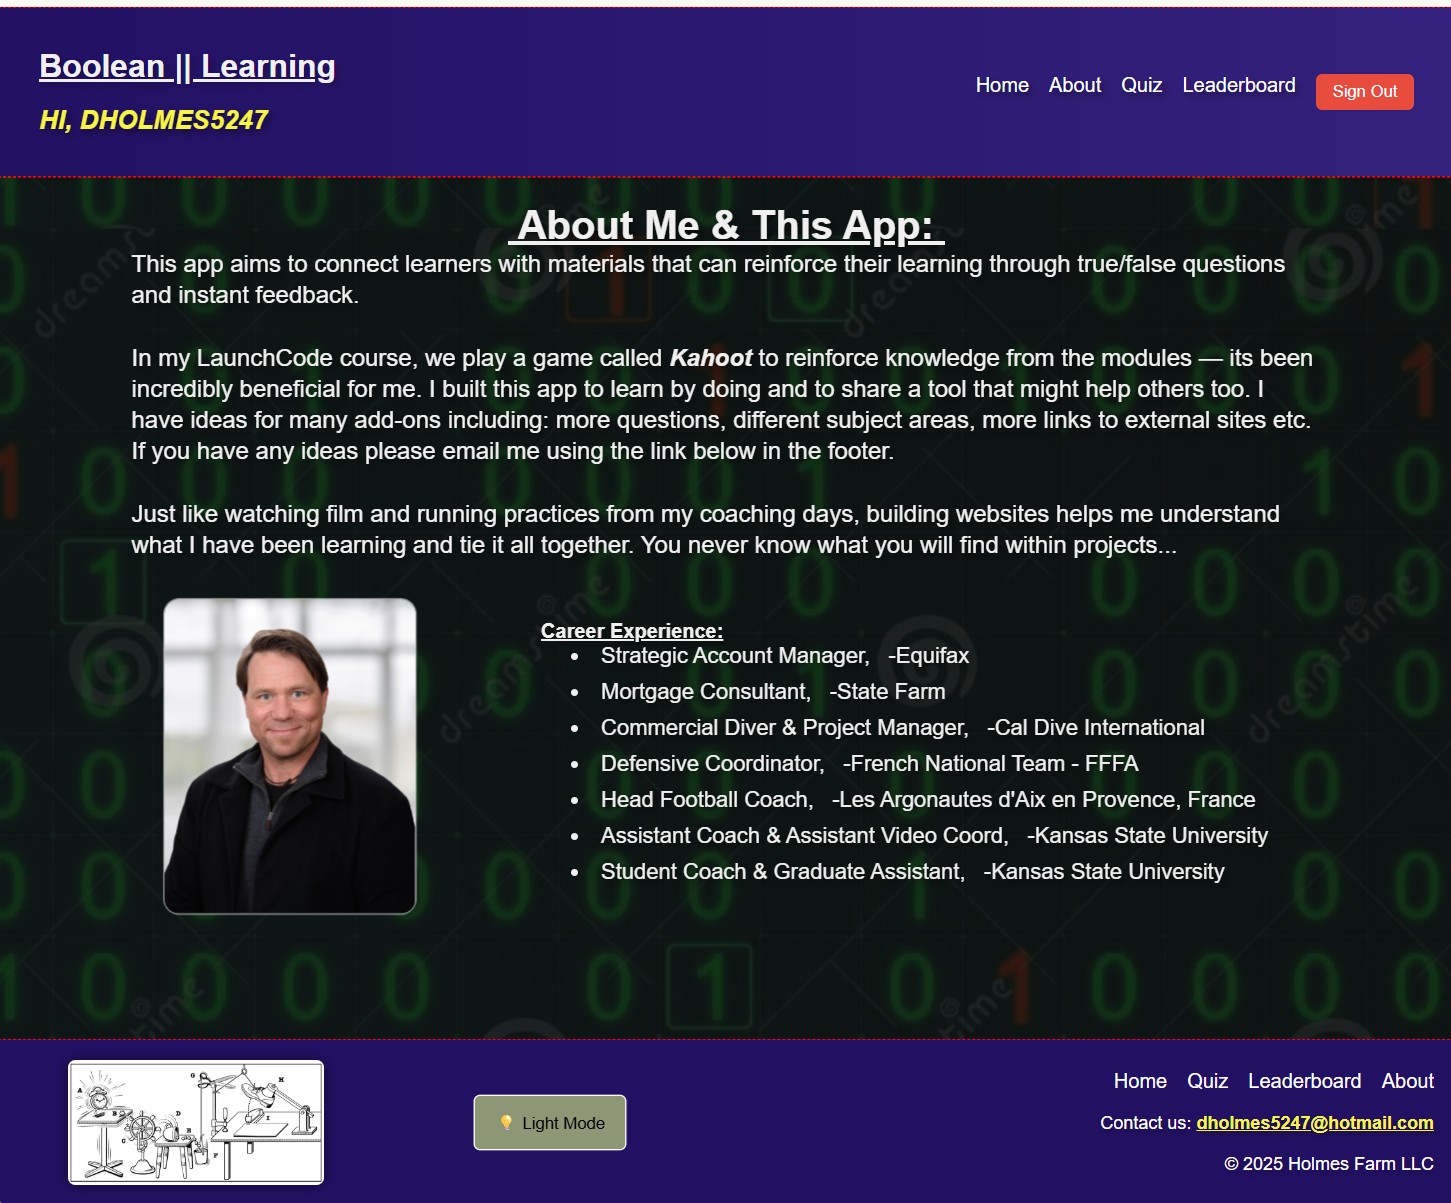 Boolean || Learning
HI, DHOLMES5247
Home About Quiz Leaderboard Sign Out
About Me & This App:
This app aims to connect learners with materials that can reinforce their learning through true/false questions
and instant feedback.
In my LaunchCode course, we play a game called Kahoot to reinforce knowledge from the modules — its been
incredibly beneficial for me. I built this app to learn by doing and to share a tool that might help others too. I
have ideas for many add-ons including: more questions, different subject areas, more links to external sites etc.
If you have any ideas please email me using the link below in the footer.
Just like watching film and running practices from my coaching days, building websites helps me understand
what I have been learning and tie it all together. You never know what you will find within projects...
Career Experience:
• Strategic Account Manager, -Equifax
• Mortgage Consultant, -State Farm
• Commercial Diver & Project Manager, -Cal Dive International
• Defensive Coordinator, -French National Team - FFFA
• Head Football Coach, -Les Argonautes d'Aix en Provence, France
• Assistant Coach & Assistant Video Coord, -Kansas State University
• Student Coach & Graduate Assistant, -Kansas State University
💡 Light Mode
Home Quiz Leaderboard About
Contact us: dholmes5247@hotmail.com
© 2025 Holmes Farm LLC